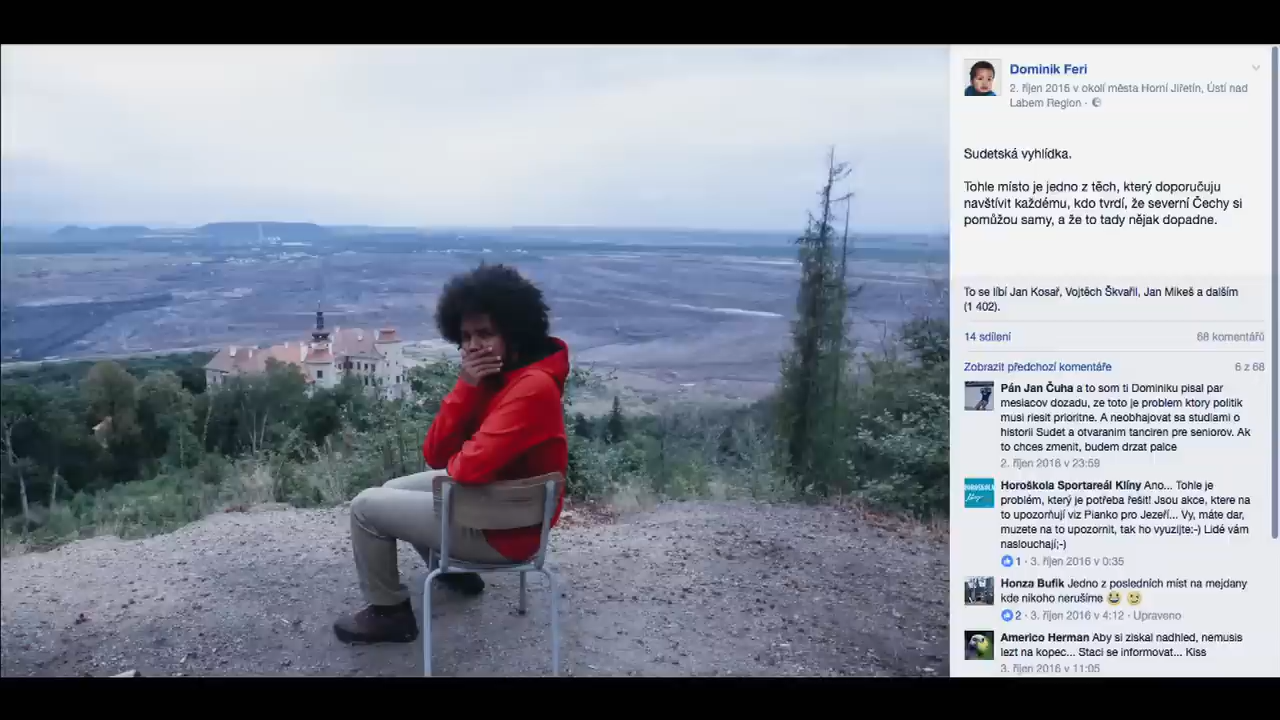 Dominik Feri
2. říjen 2016 v okolí města Horní Jiřetín, Ústí nad
Labem Region ·
Sudetská vyhlídka.
Tohle místo je jedno z těch, který doporučuju
navštívit každému, kdo tvrdí, že severní Čechy si
pomůžou samy, a že to tady nějak dopadne.
To se líbí Jan Kosař, Vojtěch Škvařil, Jan Mikeš a dalším
(1 402).
14 sdílení
68 komentářů
Zobrazit předchozí komentáře
6 z 68
Pán Jan Čuha a to som ti Dominiku pisal par
mesiacov dozadu, ze toto je problem ktory politik
musi riesit prioritne. A neobhajovat sa studiami o
historii Sudet a otvaranim tanciren pre seniorov. Ak
to chces zmenit, budem drzat palce
2. říjen 2016 v 23:59
HOROŠKOLA
Klíny
Horoškola Sportareál Klíny Ano... Tohle je
problém, který je potřeba řešit! Jsou akce, ktere na
to upozorňují viz Pianko pro Jezeří... Vy, máte dar,
muzete na to upozornit, tak ho vyuzijte:-) Lidé vám
naslouchají;-)
1 · 3. říjen 2016 v 0:35
Honza Bufik Jedno z posledních míst na mejdany
kde nikoho nerušíme
2 · 3. říjen 2016 v 4:12 · Upraveno
Americo Herman Aby si ziskal nadhled, nemusis
lezt na kopec... Staci se informovat... Kiss
3. říjen 2016 v 11:05